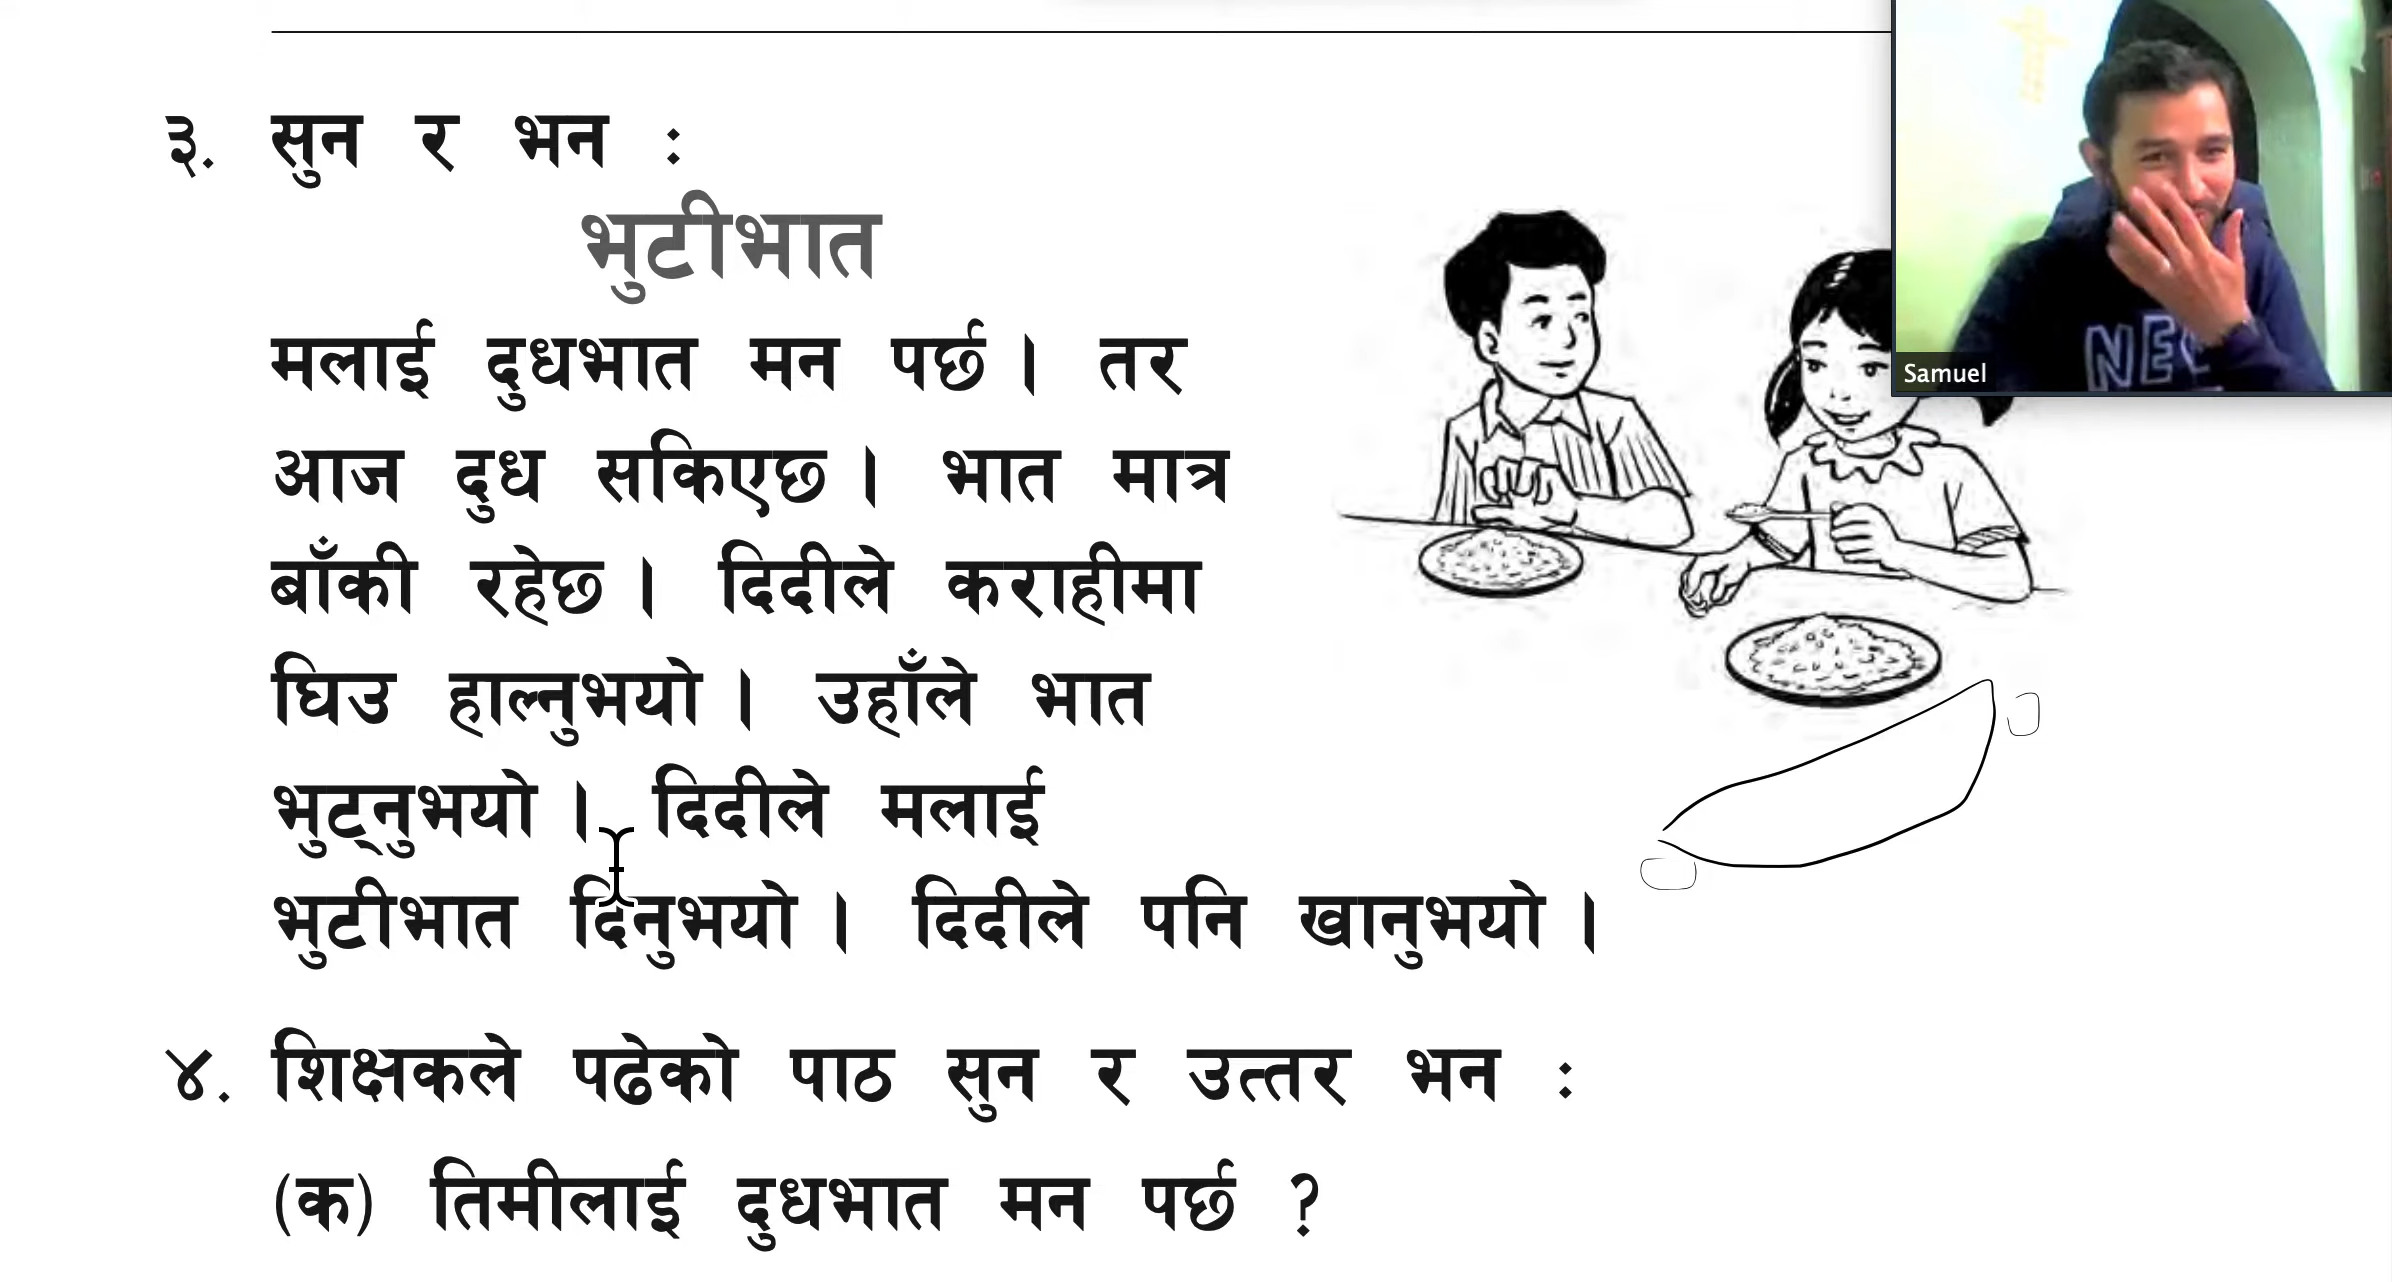 ३. सुन र भन :
भुटीभात
मलाई दुधभात मन पर्छ । तर
आज दुध सकिएछ । भात मात्र
बाँकी रहेछ । दिदीले कराहीमा
घिउ हाल्नुभयो । उहाँले भात
भुट्नुभयो । दिदीले मलाई
भुटीभात दिनुभयो । दिदीले पनि खानुभयो ।
४. शिक्षकले पढेको पाठ सुन र उत्तर भन :
(क) तिमीलाई दुधभात मन पर्छ ?
Samuel